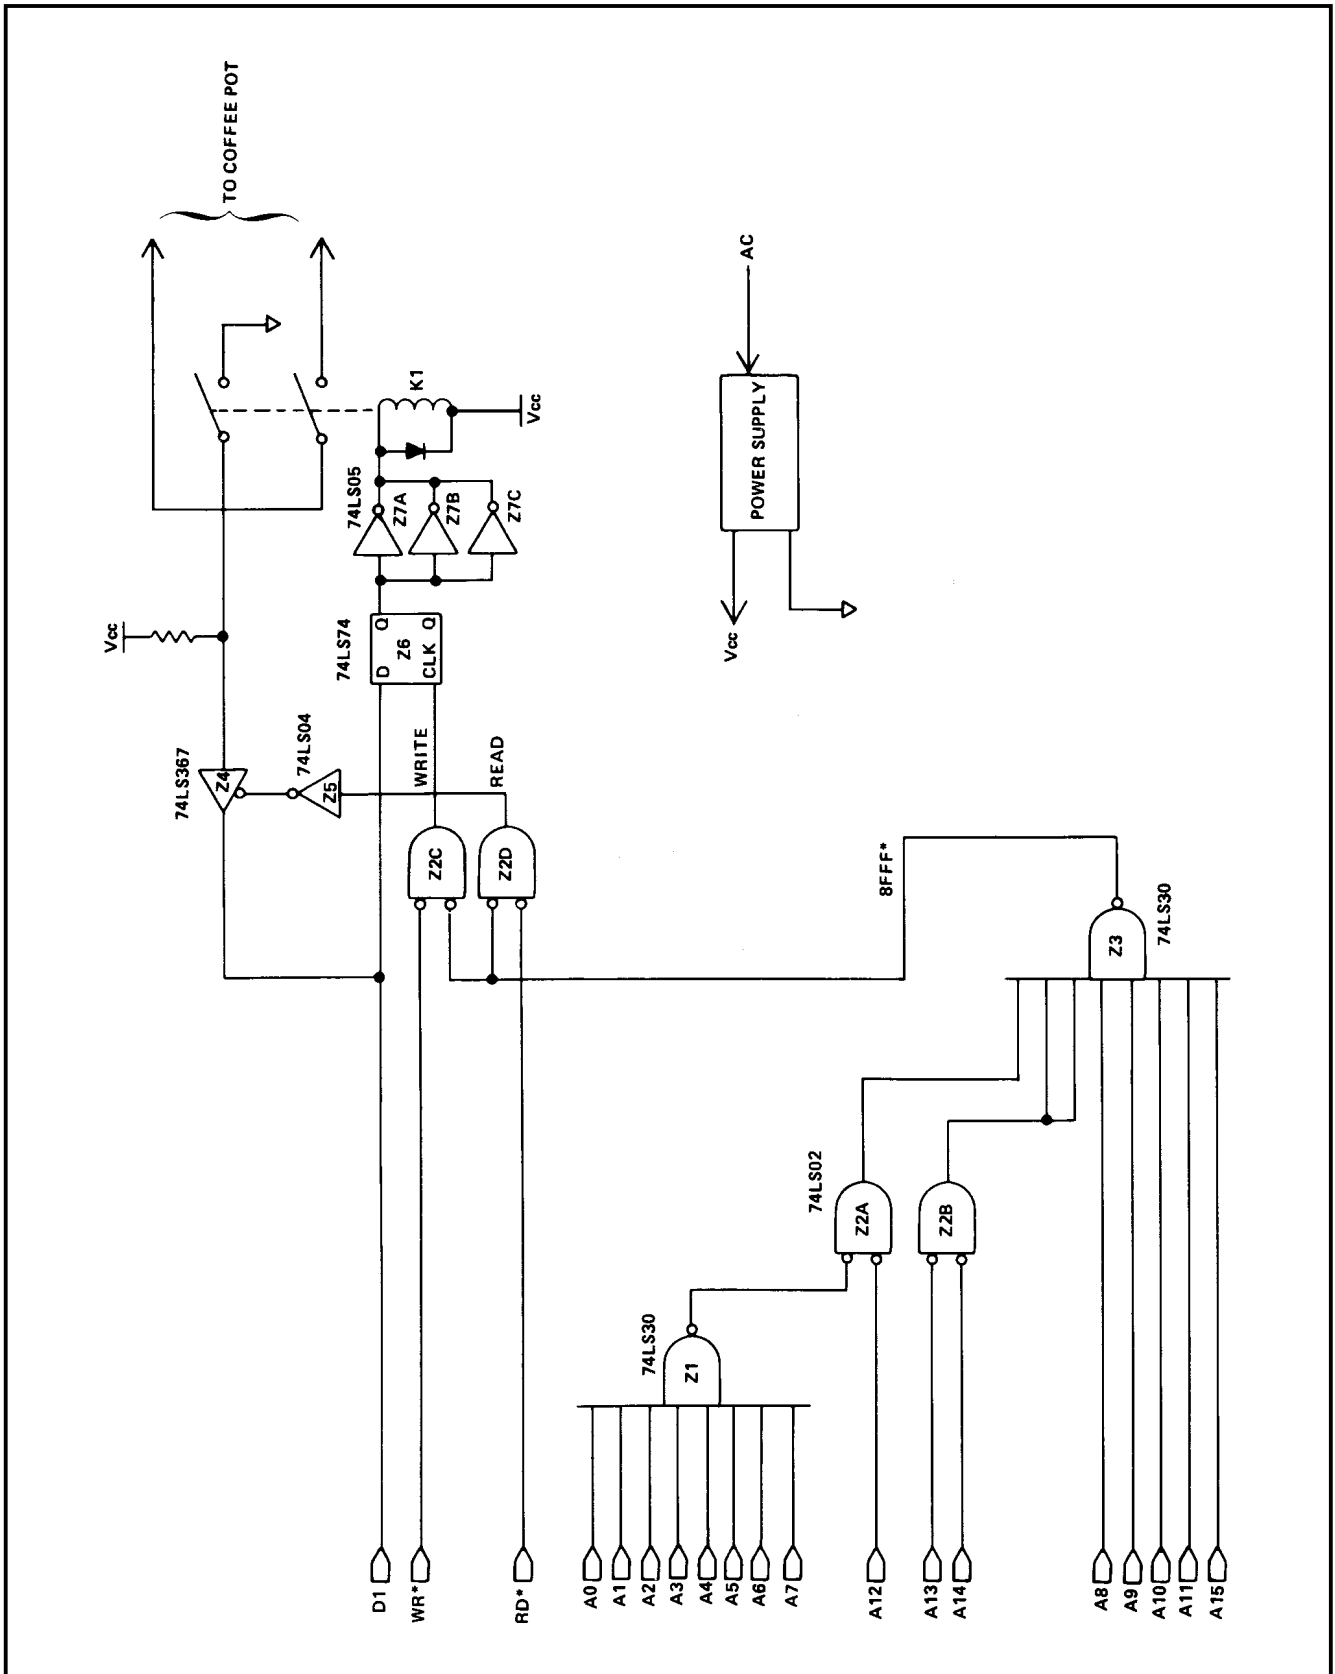 TO COFFEE POT
Vcc
74LS367
Z4
74LS04
Z5
74LS74
D
Q
Z6
CLK
Q
74LS05
Z7A
Z7B
Z7C
K1
Vcc
WRITE
READ
Z2C
Z2D
AC
POWER SUPPLY
Vcc
8FFF*
Z3
74LS30
74LS02
Z2A
Z2B
74LS30
Z1
D1
WR*
RD*
A0
A1
A2
A3
A4
A5
A6
A7
A12
A13
A14
A8
A9
A10
A11
A15